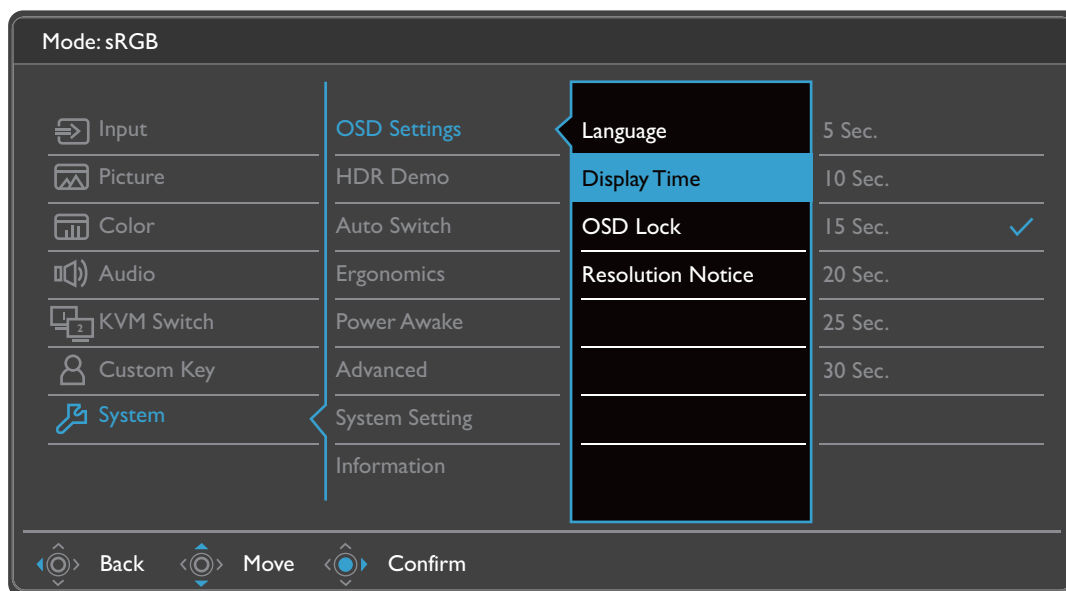 Mode: sRGB
Input
Picture
Color
Audio
KVM Switch
Custom Key
System
OSD Settings
HDR Demo
Auto Switch
Ergonomics
Power Awake
Advanced
System Setting
Information
Language
Display Time
OSD Lock
Resolution Notice
5 Sec.
10 Sec.
15 Sec.
20 Sec.
25 Sec.
30 Sec.
Back Move Confirm